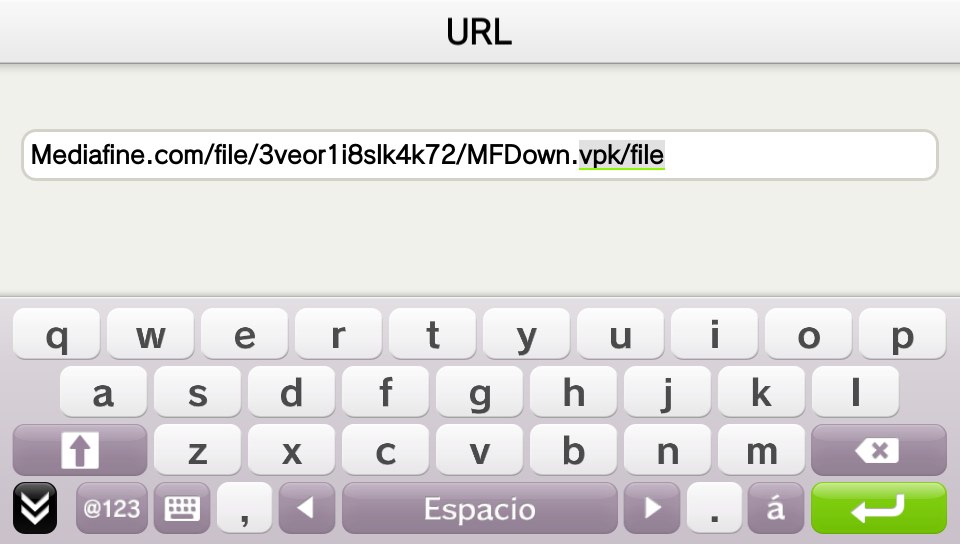 URL
Mediafine.com/file/3veor1i8slk4k72/MFDown.vpk/file
q w e r t y u i o p
a s d f g h j k l
z x c v b n m
@123 , Espacio . á